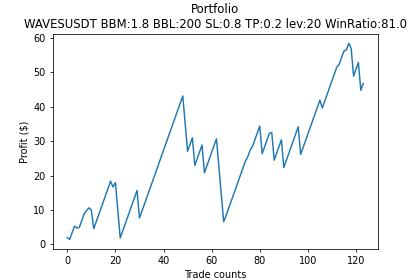 Portfolio
WAVESUSDT BBM:1.8 BBL:200 SL:0.8 TP:0.2 lev:20 WinRatio:81.0
60
50
40
30
20
10
0
Profit ($)
0 20 40 60 80 100 120
Trade counts